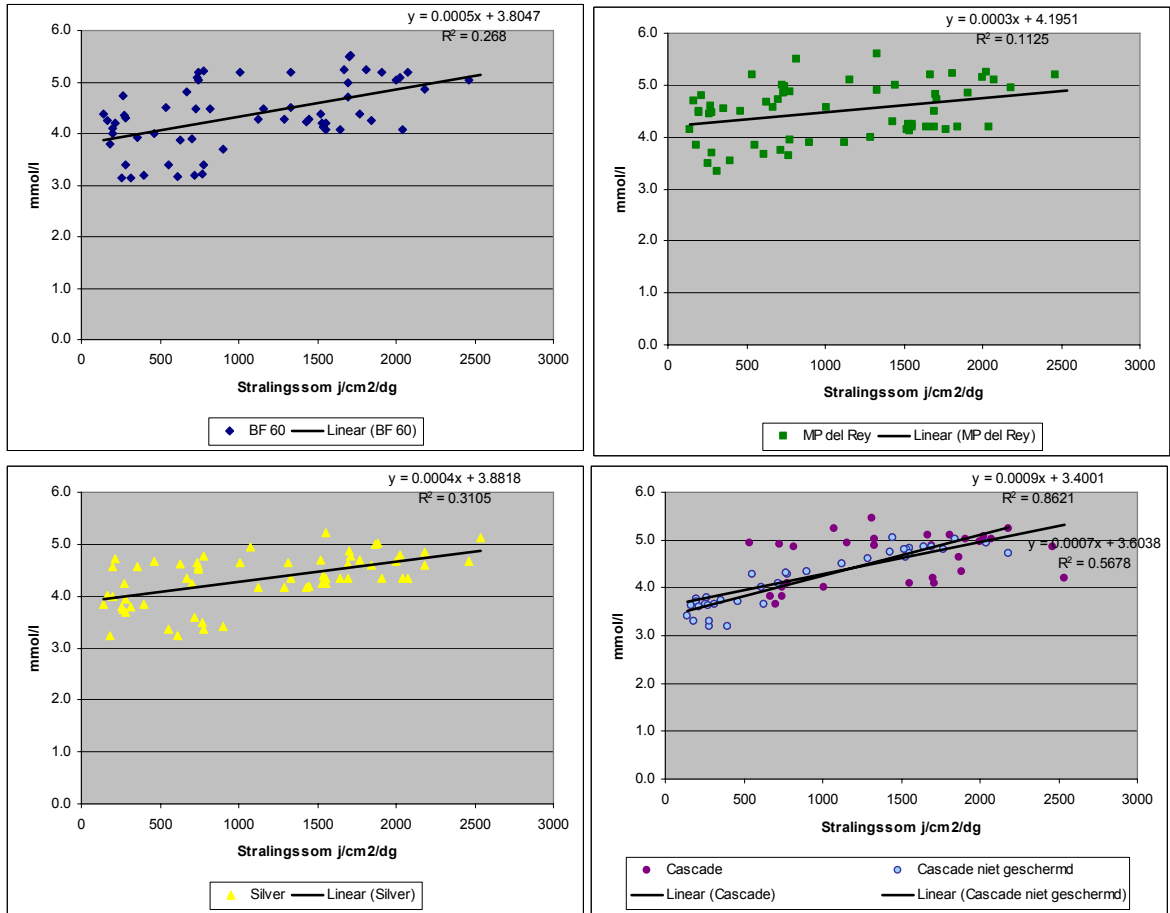 y = 0.0005x + 3.8047
R² = 0.268
6.0
5.0
4.0
3.0
2.0
1.0
0.0
mmol/l
0 500 1000 1500 2000 2500 3000
Stralingssom j/cm2/dg
BF 60 Linear (BF 60)
y = 0.0003x + 4.1951
R² = 0.1125
6.0
5.0
4.0
3.0
2.0
1.0
0.0
mmol/l
0 500 1000 1500 2000 2500 3000
Stralingssom j/cm2/dg
MP del Rey Linear (MP del Rey)
y = 0.0004x + 3.8818
R² = 0.3105
6.0
5.0
4.0
3.0
2.0
1.0
0.0
mmol/l
0 500 1000 1500 2000 2500 3000
Stralingssom j/cm2/dg
Silver Linear (Silver)
y = 0.0009x + 3.4001
R² = 0.8621
y = 0.0007x + 3.6038
R² = 0.5678
6.0
5.0
4.0
3.0
2.0
1.0
0.0
mmol/l
0 500 1000 1500 2000 2500 3000
Stralingssom j/cm2/dg
Cascade Cascade niet geschermd
Linear (Cascade) Linear (Cascade niet geschermd)